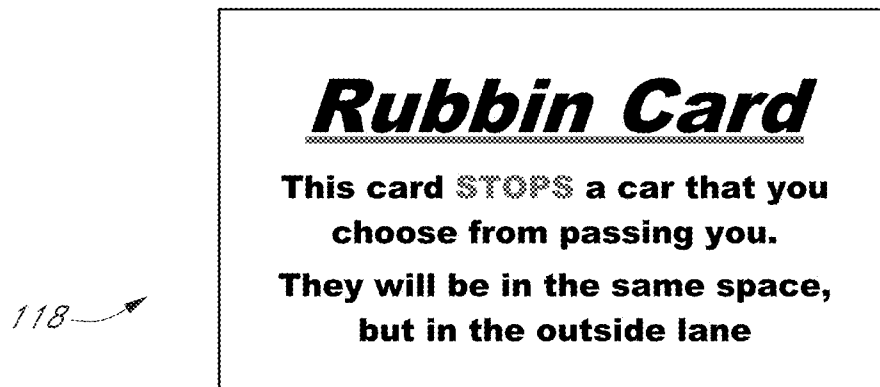 Rubbin Card
This card STOPS a car that you
choose from passing you.
They will be in the same space,
but in the outside lane
118